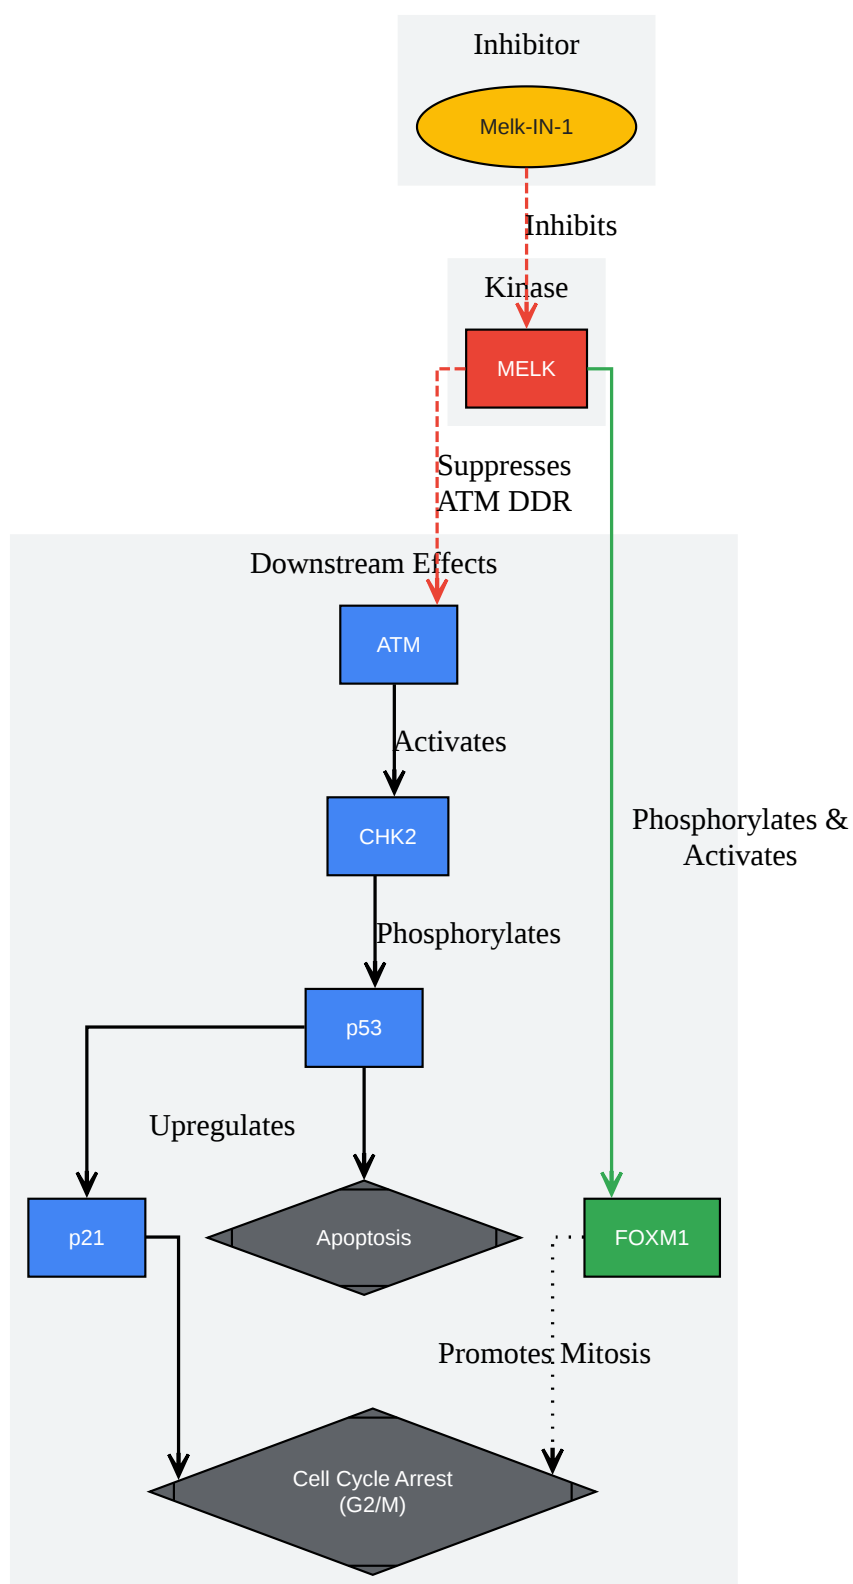 Inhibitor
Melk-IN-1
Inhibits
Kinase
MELK
Suppresses
ATM DDR
Downstream Effects
ATM
Activates
CHK2
Phosphorylates &
Activates
Phosphorylates
p53
Upregulates
p21
Apoptosis
FOXM1
Promotes Mitosis
Cell Cycle Arrest
(G2/M)